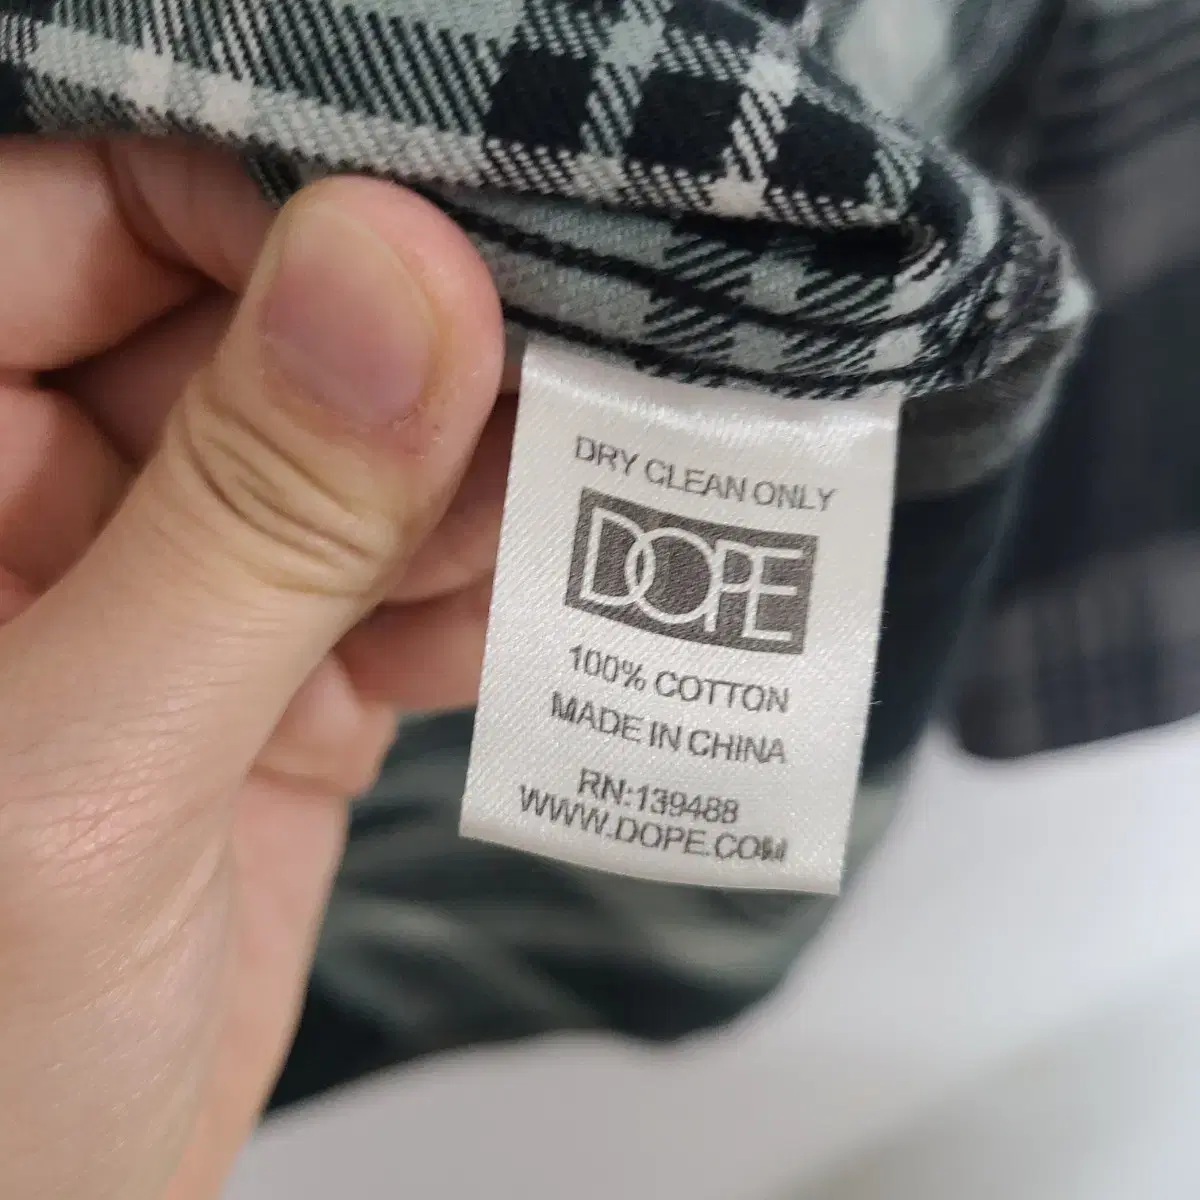 DRY CLEAN ONLY
DOPE
100% COTTON
MADE IN CHINA
RN:139488
WWW.DOPE.COM